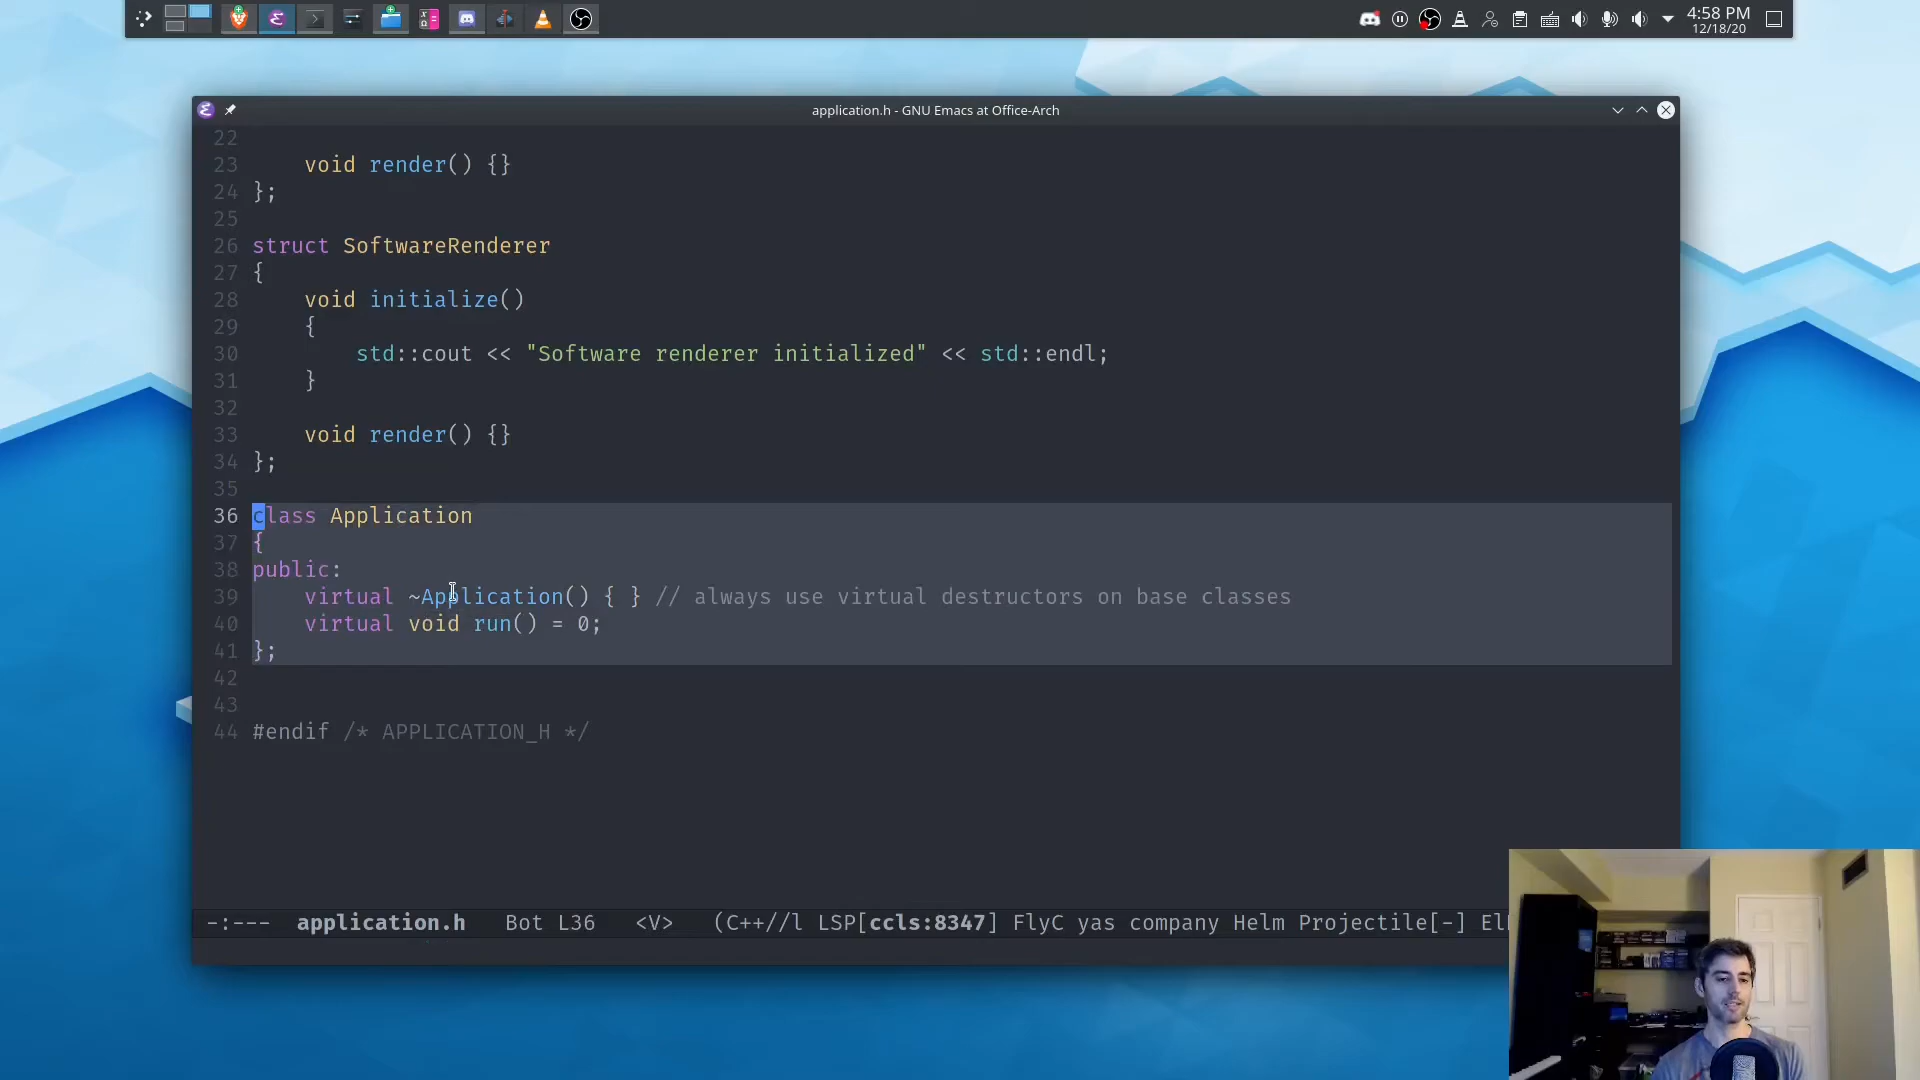 4:58 PM
12/18/20
application.h - GNU Emacs at Office-Arch
22
23 void render() {}
24 };
25
26 struct SoftwareRenderer
27 {
28 void initialize()
29 {
30 std::cout << "Software renderer initialized" << std::endl;
31 }
32
33 void render() {}
34 };
35
36 class Application
37 {
38 public:
39 virtual ~Application() { } // always use virtual destructors on base classes
40 virtual void run() = 0;
41 };
42
43
44 #endif /* APPLICATION_H */
-:--- application.h Bot L36 <V> (C++//l LSP[ccls:8347] FlyC yas company Helm Projectile[-] El